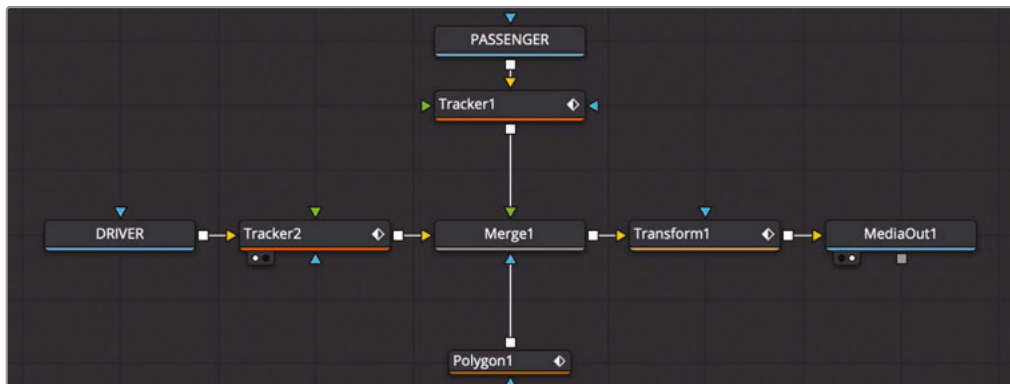 PASSENGER
Tracker1
DRIVER
Tracker2
Merge1
Transform1
MediaOut1
Polygon1